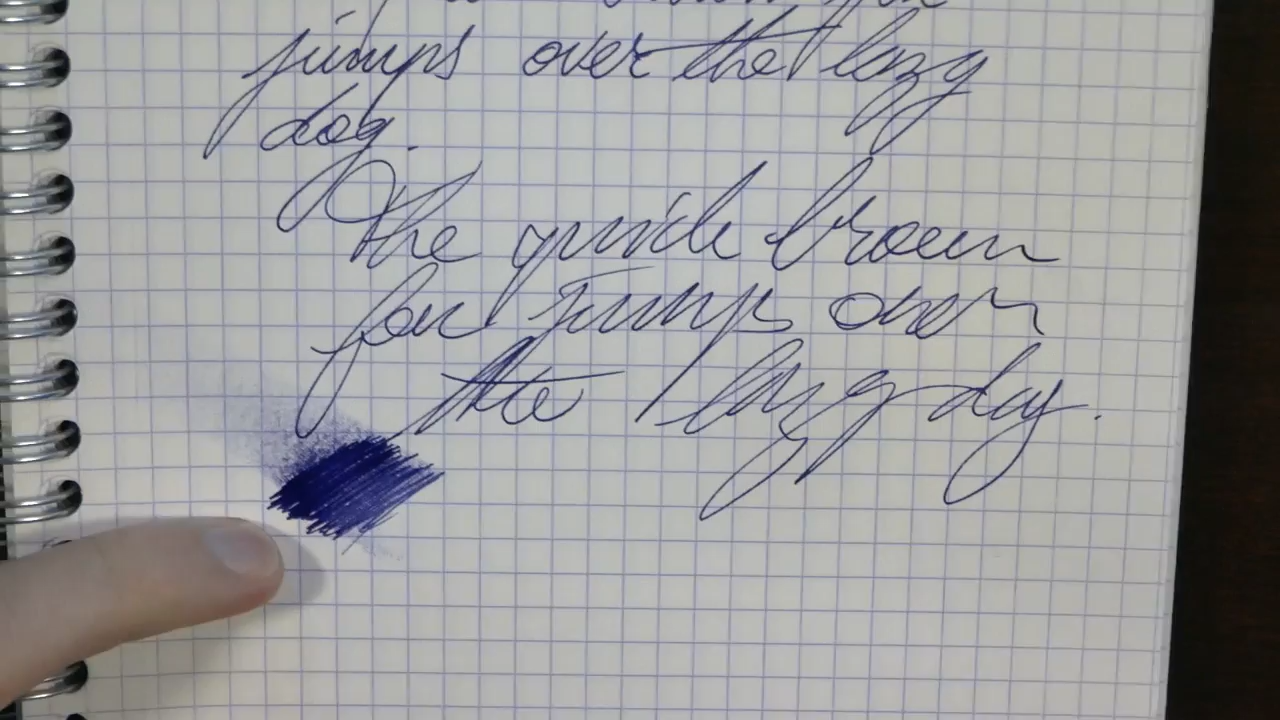 jumps over the lazy
dog.
The quick brown
fox jumps over
the lazy dog.